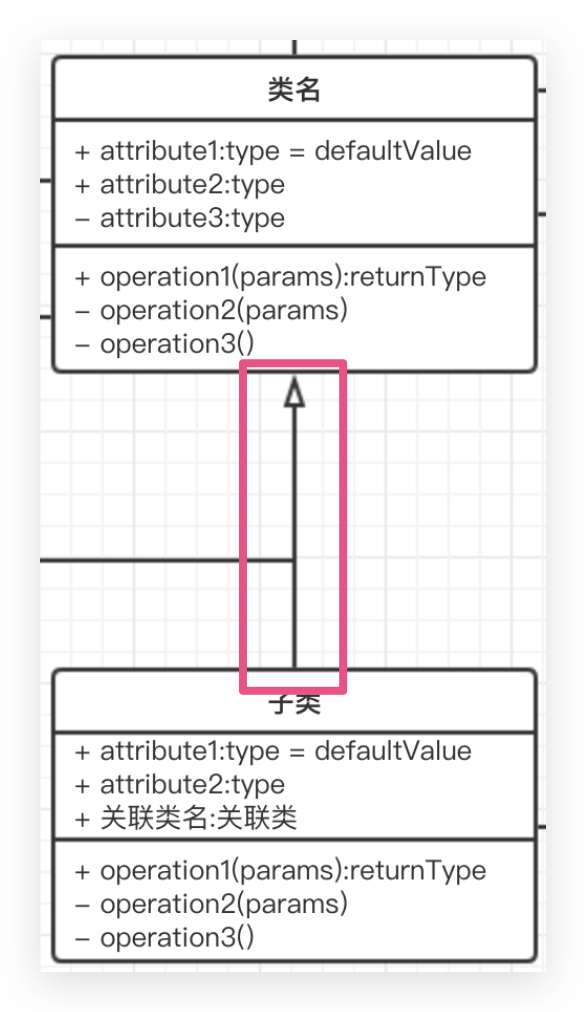 类名
+ attribute1:type = defaultValue
+ attribute2:type
− attribute3:type
+ operation1(params):returnType
− operation2(params)
− operation3()
子类
+ attribute1:type = defaultValue
+ attribute2:type
+ 关联类名:关联类
+ operation1(params):returnType
− operation2(params)
− operation3()